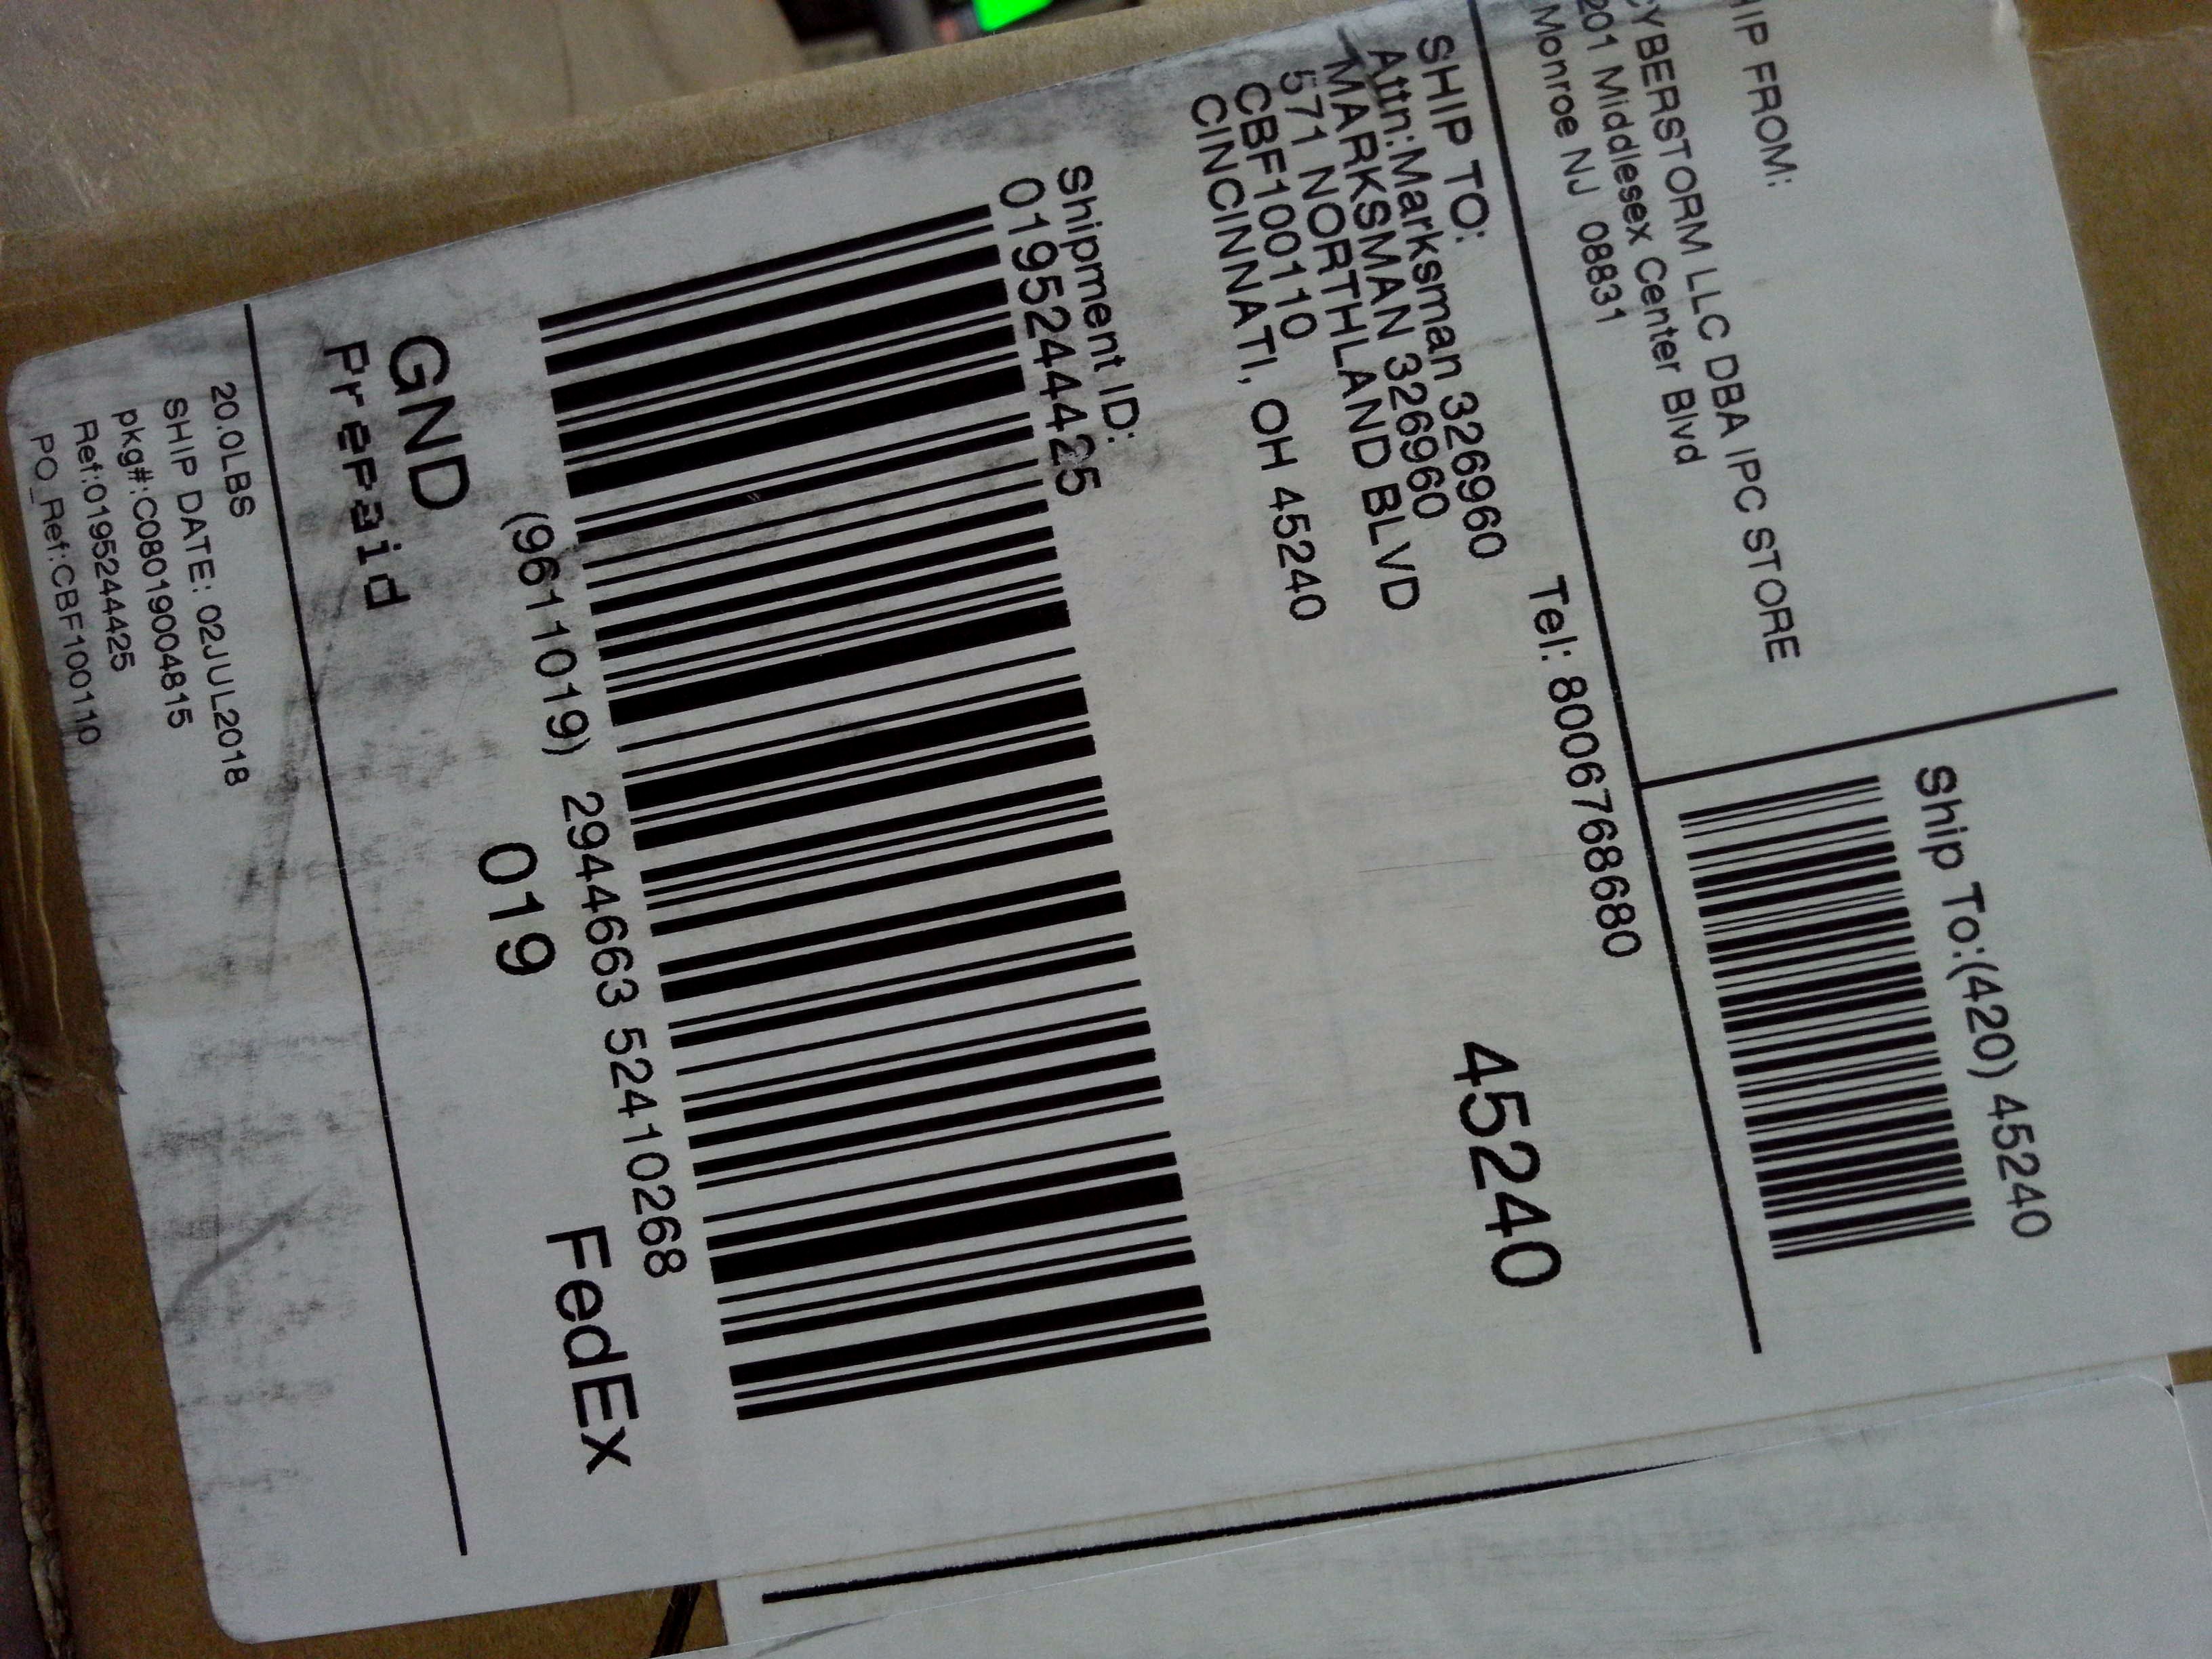 HIP FROM:
CYBERSTORM LLC DBA IPC STORE
201 Middlesex Center Blvd
Monroe NJ 08831
Ship To:(420) 45240
Tel: 8006768680
SHIP TO:
Attn:Marksman 326960
MARKSMAN 326960
571 NORTHLAND BLVD
CBF100110
CINCINNATI, OH 45240
45240
Shipment ID:
0195244425
(9611019) 2944663 52410268
GND
Prepaid
019
FedEx
20.0LBS
SHIP DATE: 02JUL2018
pkg#:C08019004815
Ref:0195244425
PO_Ref:CBF100110